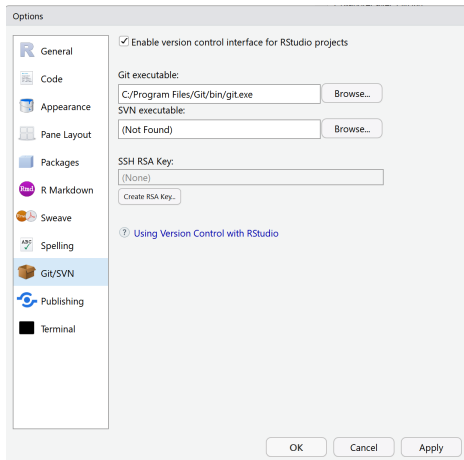 Options
R General
Code
Appearance
Pane Layout
Packages
Rmd R Markdown
Sweave
ABC Spelling
Git/SVN
Publishing
Terminal
Enable version control interface for RStudio projects
Git executable:
C:/Program Files/Git/bin/git.exe Browse...
SVN executable:
(Not Found) Browse...
SSH RSA Key:
(None)
Create RSA Key...
? Using Version Control with RStudio
OK Cancel Apply